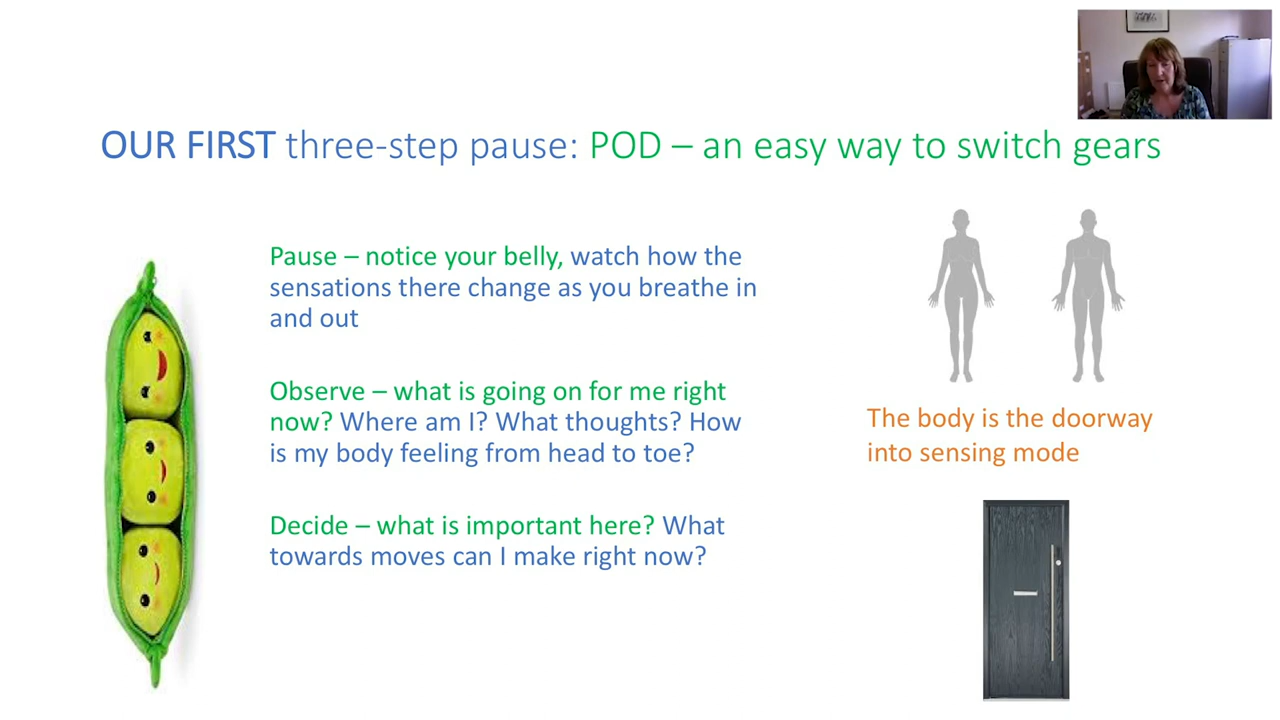 OUR FIRST three-step pause: POD – an easy way to switch gears
Pause – notice your belly, watch how the
sensations there change as you breathe in
and out
Observe – what is going on for me right
now? Where am I? What thoughts? How
is my body feeling from head to toe?
Decide – what is important here? What
towards moves can I make right now?
The body is the doorway
into sensing mode